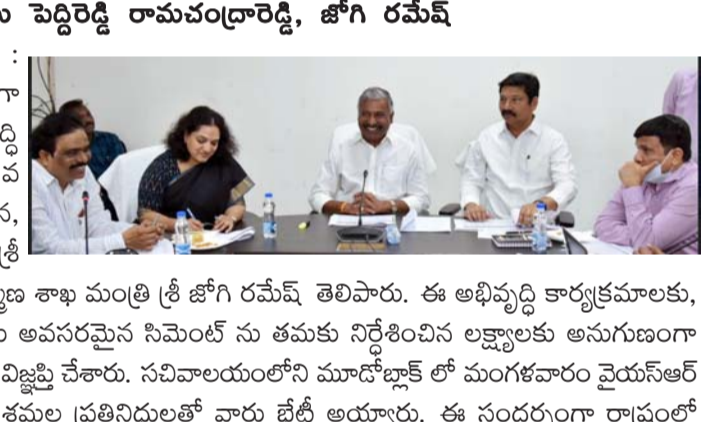 పెద్దిరెడ్డి రామచంద్రారెడ్డి, జోగి రమేష్
:
గా
ద్ధి
వ
న,
శ్రీ
ర్మాణ శాఖ మంత్రి శ్రీ జోగి రమేష్ తెలిపారు. ఈ అభివృద్ధి కార్యక్రమాలకు,
అవసరమైన సిమెంట్ ను తమకు నిర్ధేశించిన లక్ష్యాలకు అనుగుణంగా
విజ్ఞప్తి చేశారు. సచివాలయంలోని మూడోబ్లాక్ లో మంగళవారం వైయస్ఆర్
శ్రమల ప్రతినిధులతో వారు భేటీ అయ్యారు. ఈ సందర్భంగా రాష్ట్రంలో